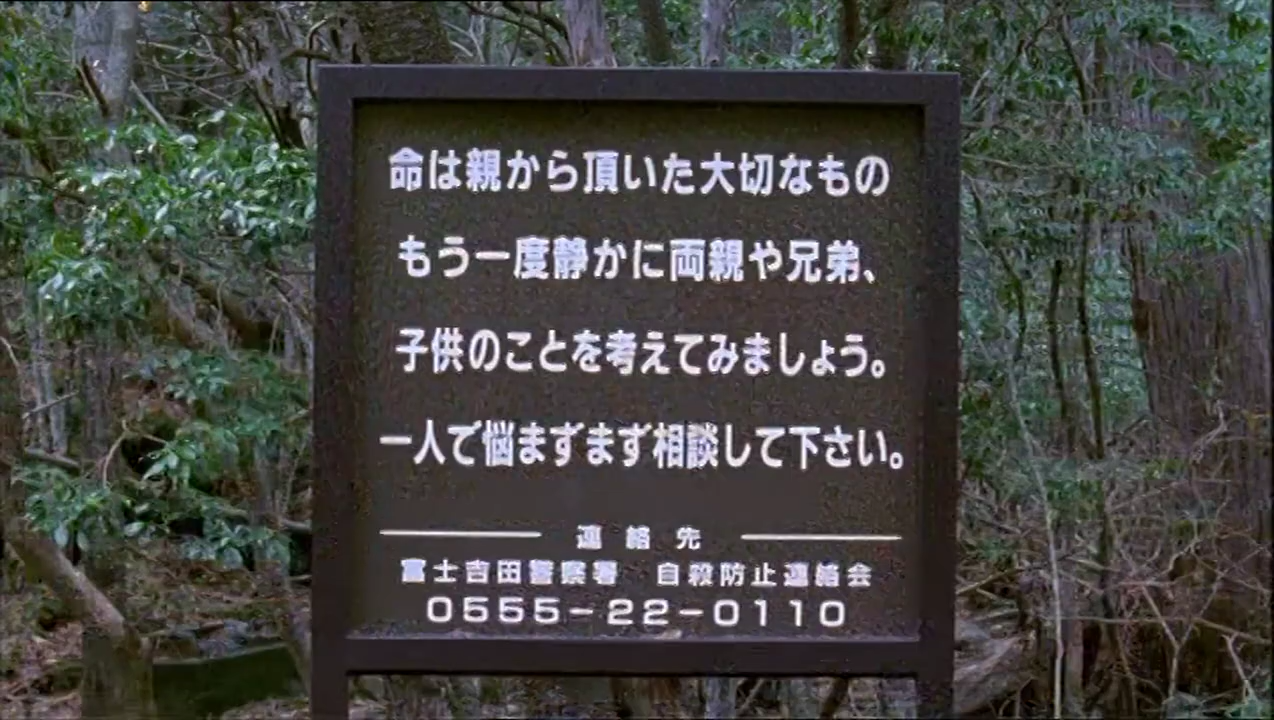 命は親から頂いた大切なもの
もう一度静かに両親や兄弟、
子供のことを考えてみましょう。
一人で悩まずまず相談して下さい。
連絡先
富士吉田警察署 自殺防止連絡会
0555-22-0110